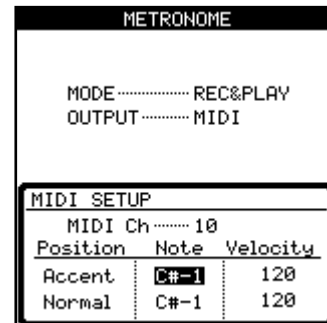 METRONOME
MODE ·············· REC&PLAY
OUTPUT ··········· MIDI
MIDI SETUP
MIDI Ch ········ 10
Position Note Velocity
Accent C#-1 120
Normal C#-1 120